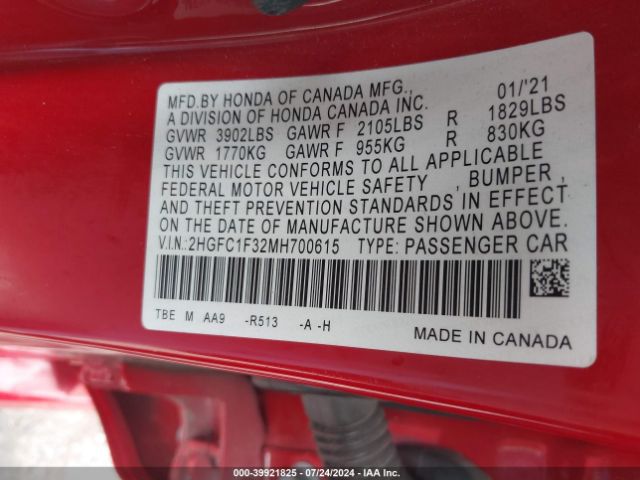 MFD. BY HONDA OF CANADA MFG., 01/'21
A DIVISION OF HONDA CANADA INC.
GVWR 3902LBS GAWR F 2105LBS R 1829LBS
GVWR 1770KG GAWR F 955KG R 830KG
THIS VEHICLE CONFORMS TO ALL APPLICABLE
FEDERAL MOTOR VEHICLE SAFETY , BUMPER ,
AND THEFT PREVENTION STANDARDS IN EFFECT
ON THE DATE OF MANUFACTURE SHOWN ABOVE.
V.I.N.:2HGFC1F32MH700615 TYPE: PASSENGER CAR
TBE M AA9 -R513 -A -H
MADE IN CANADA
000-39921825 - 07/24/2024 - IAA Inc.